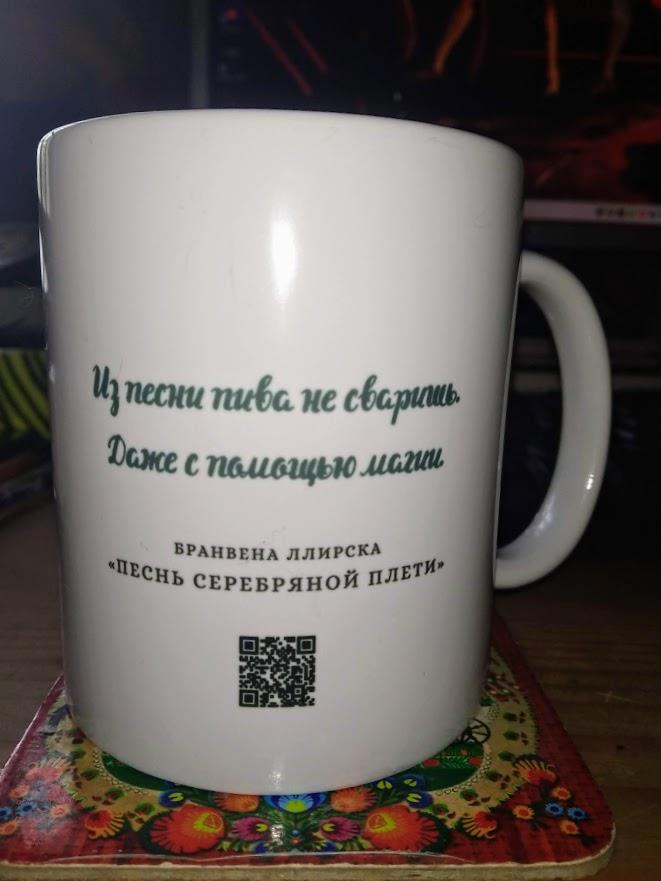 Из песни пива не сваришь.
Даже с помощью магии
БРАНВЕНА ЛЛИРСКА
«ПЕСНЬ СЕРЕБРЯНОЙ ПЛЕТИ»